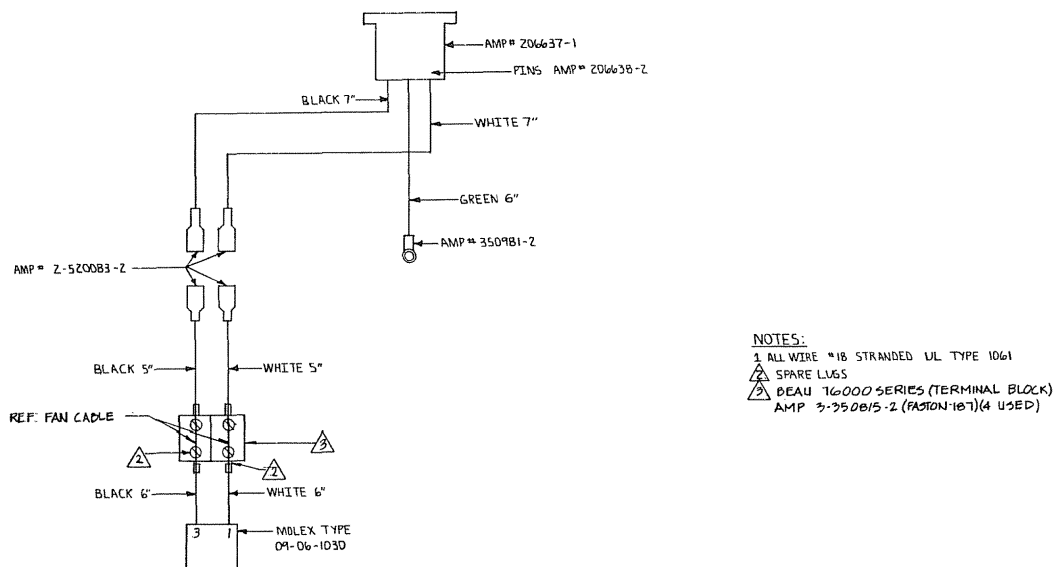 AMP# 206637-1
PINS AMP# 206638-2
BLACK 7"
WHITE 7"
GREEN 6"
AMP# 350981-2
AMP# 2-520083-2
BLACK 5"
WHITE 5"
REF: FAN CABLE
3
2
2
BLACK 6"
WHITE 6"
3 1
MOLEX TYPE
09-06-1030
NOTES:
1 ALL WIRE #18 STRANDED UL TYPE 1061
2 SPARE LUGS
3 BEAU 76000 SERIES (TERMINAL BLOCK)
AMP 3-350815-2 (FASTON-187)(4 USED)